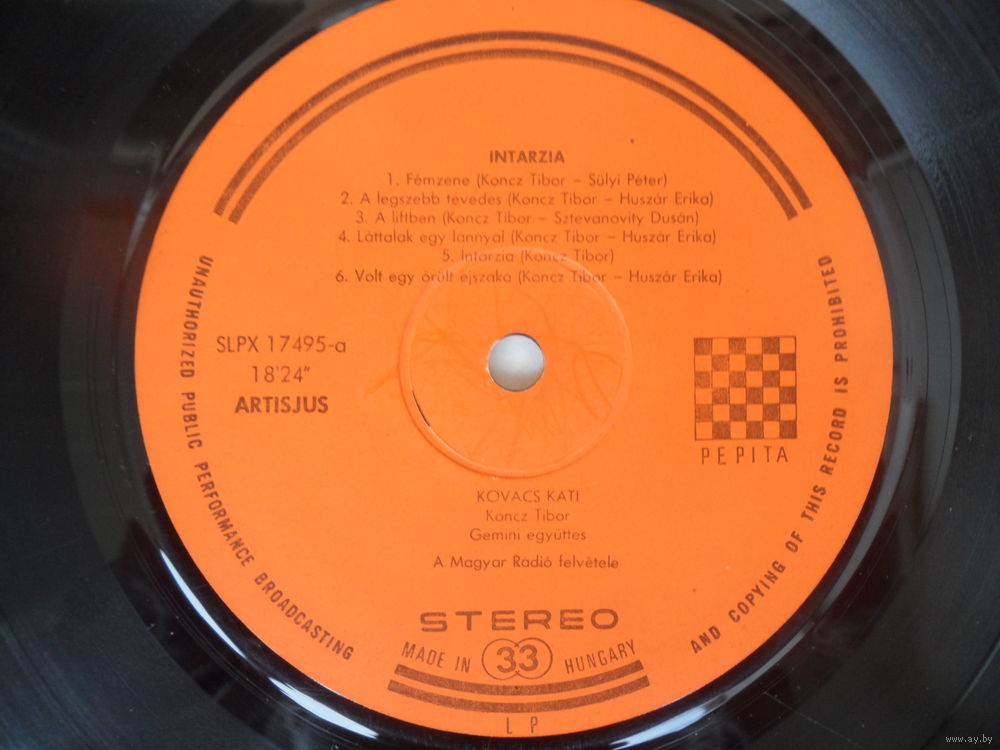 INTARZIA
1. Fémzene (Koncz Tibor – Sülyi Péter)
2. A legszebb tévedés (Koncz Tibor – Huszár Erika)
3. A liftben (Koncz Tibor – Sztevanovity Dusán)
4. Láttalak egy lánnyal (Koncz Tibor – Huszár Erika)
5. Intarzia (Koncz Tibor)
6. Volt egy őrült éjszaka (Koncz Tibor – Huszár Erika)
SLPX 17495-a
18'24"
ARTISJUS
PEPITA
KOVÁCS KATI
Koncz Tibor
Gemini együttes
A Magyar Rádió felvétele
STEREO
MADE IN 33 HUNGARY
LP
UNAUTHORIZED PUBLIC PERFORMANCE BROADCASTING
AND COPYING OF THIS RECORD IS PROHIBITED
www.ay.by